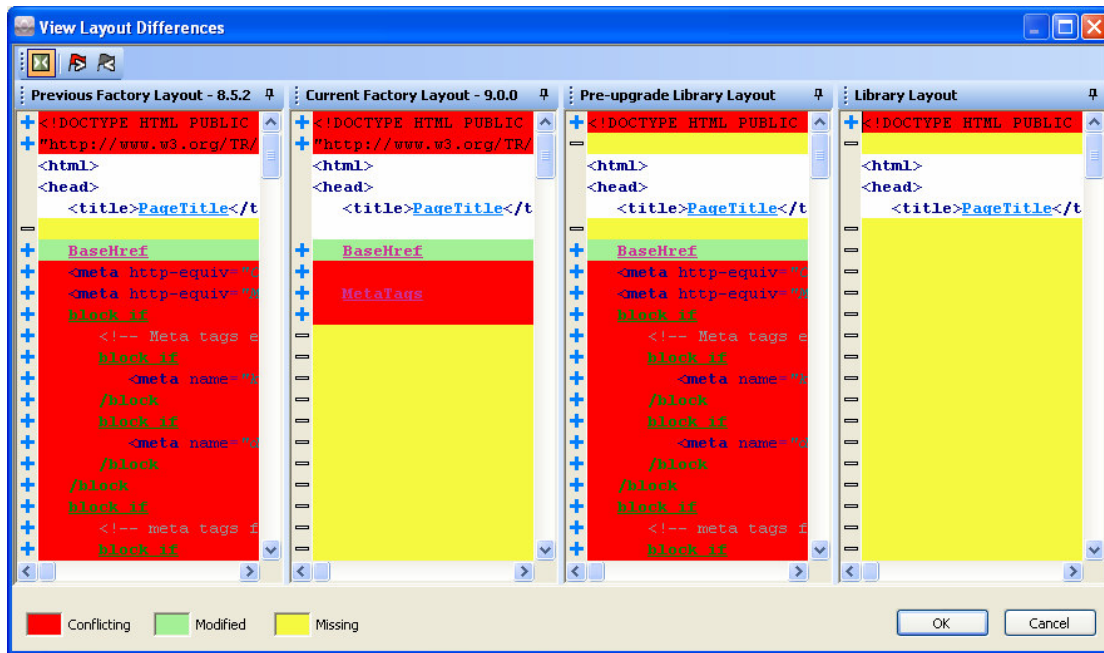 View Layout Differences
Previous Factory Layout - 8.5.2
<!DOCTYPE HTML PUBLIC
"http://www.w3.org/TR/
<html>
<head>
<title>PageTitle</t
BaseHref
<meta http-equiv="
<meta http-equiv="
block if
<!-- Meta tags e
block if
<meta name="
/block
block if
<meta name="d
/block
/block
block if
<!-- meta tags f
block if
Current Factory Layout - 9.0.0
<!DOCTYPE HTML PUBLIC
"http://www.w3.org/TR/
<html>
<head>
<title>PageTitle</t
BaseHref
MetaTags
Pre-upgrade Library Layout
<!DOCTYPE HTML PUBLIC
<html>
<head>
<title>PageTitle</t
BaseHref
<meta http-equiv="
<meta http-equiv="
block if
<!-- Meta tags e
block if
<meta name="
/block
block if
<meta name="d
/block
/block
block if
<!-- meta tags f
block if
Library Layout
<!DOCTYPE HTML PUBLIC
<html>
<head>
<title>PageTitle</t
Conflicting Modified Missing
OK Cancel